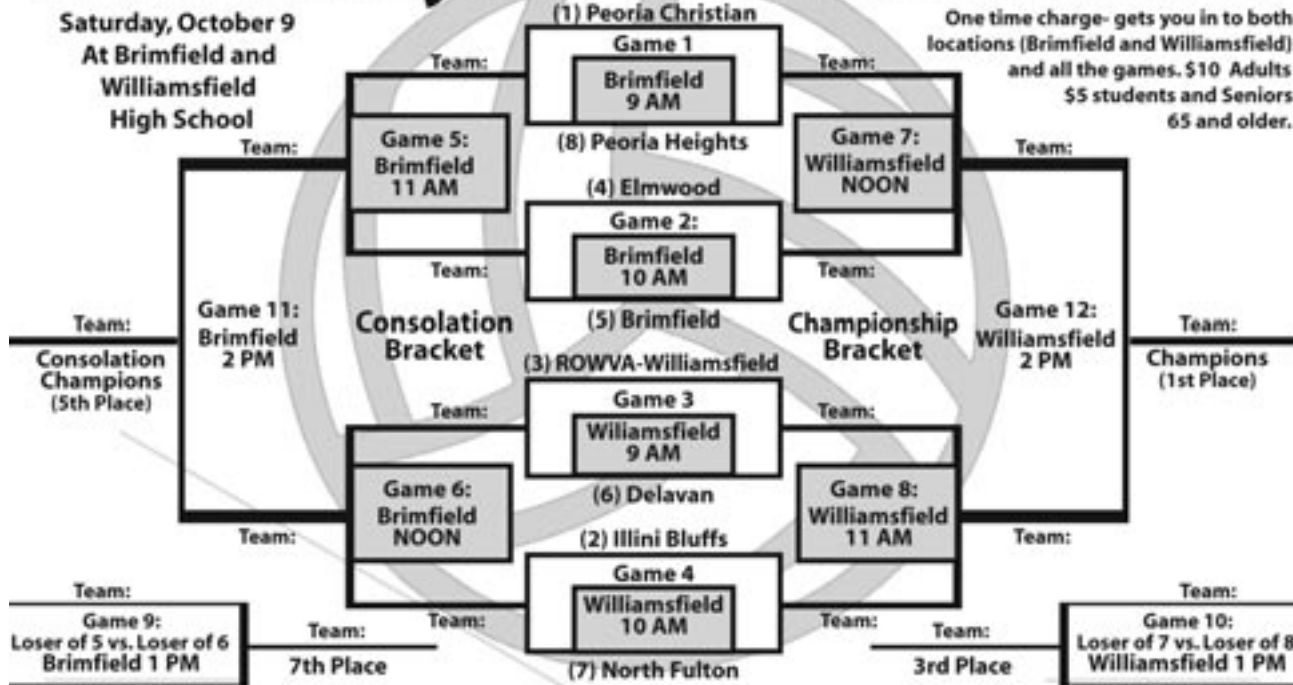 Saturday, October 9
At Brimfield and
Williamsfield
High School
One time charge- gets you in to both
locations (Brimfield and Williamsfield)
and all the games. $10 Adults
$5 students and Seniors
65 and older.
(1) Peoria Christian
Game 1
Brimfield
9 AM
(8) Peoria Heights
Team:
Team:
Game 5:
Brimfield
11 AM
Game 7:
Williamsfield
NOON
Team:
Team:
(4) Elmwood
Game 2:
Brimfield
10 AM
(5) Brimfield
Team:
Team:
Game 11:
Brimfield
2 PM
Consolation
Bracket
Championship
Bracket
Game 12:
Williamsfield
2 PM
Team:
Consolation
Champions
(5th Place)
Team:
Champions
(1st Place)
(3) ROWVA-Williamsfield
Game 3
Wiliamsfield
9 AM
(6) Delavan
Team:
Team:
Game 6:
Brimfield
NOON
Game 8:
Williamsfield
11 AM
Team:
Team:
(2) Illini Bluffs
Game 4
Williamsfield
10 AM
(7) North Fulton
Team:
Team:
Team:
Game 9:
Loser of 5 vs. Loser of 6
Brimfield 1 PM
Team:
7th Place
Team:
3rd Place
Team:
Game 10:
Loser of 7 vs. Loser of 8
Williamsfield 1 PM